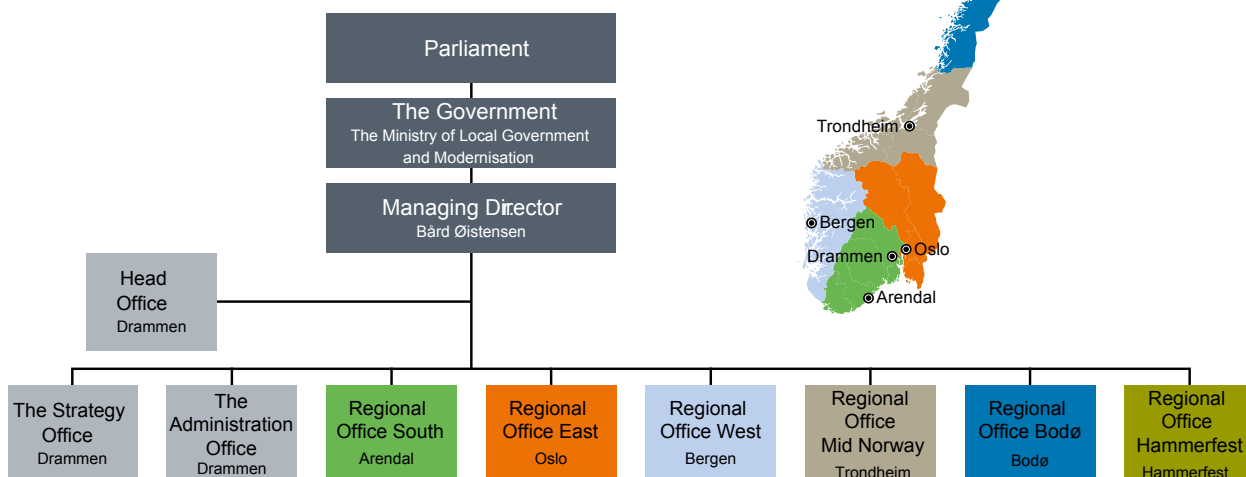 Parliament
The Government
The Ministry of Local Government
and Modernisation
Managing Director
Bård Øistensen
Head
Office
Drammen
Trondheim
Bergen
Oslo
Drammen
Arendal
The Strategy
Office
Drammen
The
Administration
Office
Drammen
Regional
Office South
Arendal
Regional
Office East
Oslo
Regional
Office West
Bergen
Regional
Office
Mid Norway
Trondheim
Regional
Office Bodø
Bodø
Regional
Office
Hammerfest
Hammerfest